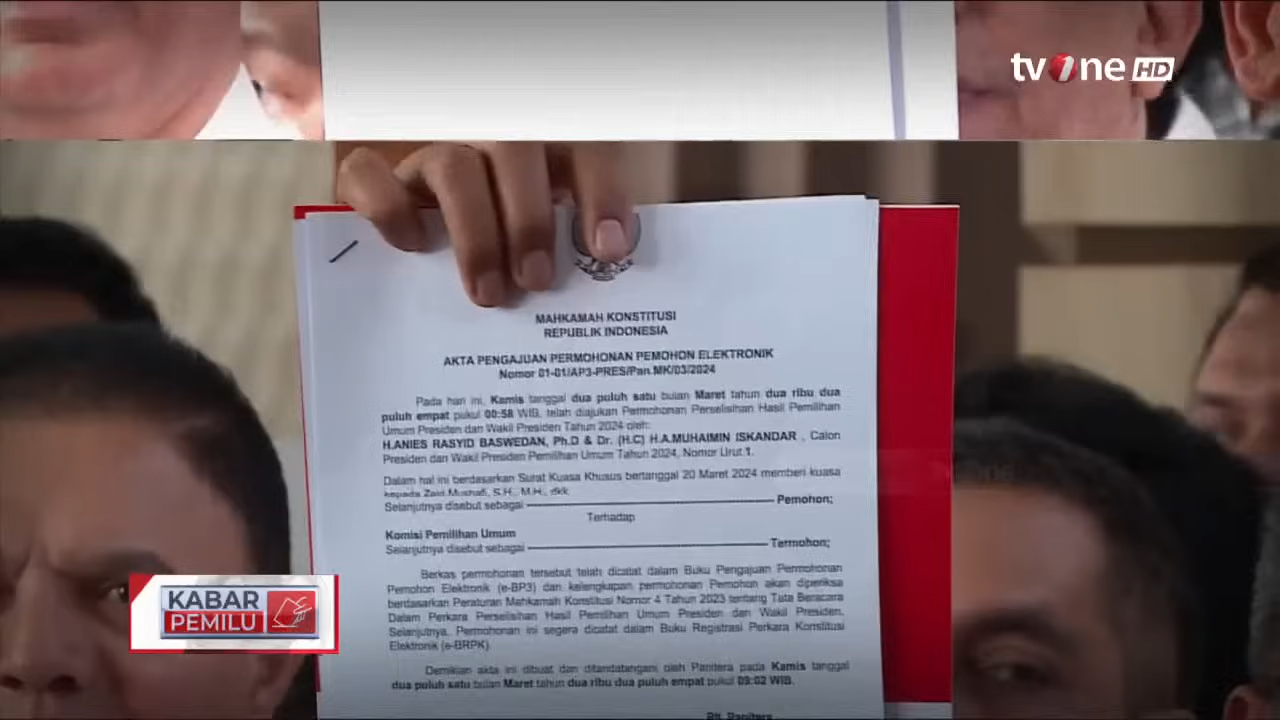 tvOne HD
MAHKAMAH KONSTITUSI
REPUBLIK INDONESIA
AKTA PENGAJUAN PERMOHONAN PEMOHON ELEKTRONIK
Nomor 01-01/AP3-PRES/Pan.MK/03/2024
Pada hari ini, Kamis tanggal dua puluh satu bulan Maret tahun dua ribu dua
puluh empat pukul 00:58 WIB, telah diajukan Permohonan Perselisihan Hasil Pemilihan
Umum Presiden dan Wakil Presiden Tahun 2024 oleh:
H.ANIES RASYID BASWEDAN, Ph.D & Dr. (H.C) H.A.MUHAIMIN ISKANDAR , Calon
Presiden dan Wakil Presiden Pemilihan Umum Tahun 2024, Nomor Urut 1.
Dalam hal ini berdasarkan Surat Kuasa Khusus bertanggal 20 Maret 2024 memberi kuasa
kepada Zaid Mushafi, S.H., M.H., dkk.
Selanjutnya disebut sebagai Pemohon;
Terhadap
Komisi Pemilihan Umum
Selanjutnya disebut sebagai Termohon;
Berkas permohonan tersebut telah dicatat dalam Buku Pengajuan Permohonan
Pemohon Elektronik (e-BP3) dan kelengkapan permohonan Pemohon akan diperiksa
berdasarkan Peraturan Mahkamah Konstitusi Nomor 4 Tahun 2023 tentang Tata Beracara
Dalam Perkara Perselisihan Hasil Pemilihan Umum Presiden dan Wakil Presiden.
Selanjutnya, Permohonan ini segera dicatat dalam Buku Registrasi Perkara Konstitusi
Elektronik (e-BRPK).
Demikian akta ini dibuat dan ditandatangani oleh Panitera pada Kamis tanggal
dua puluh satu bulan Maret tahun dua ribu dua puluh empat pukul 09:02 WIB.
Plt. Panitera
KABAR
PEMILU